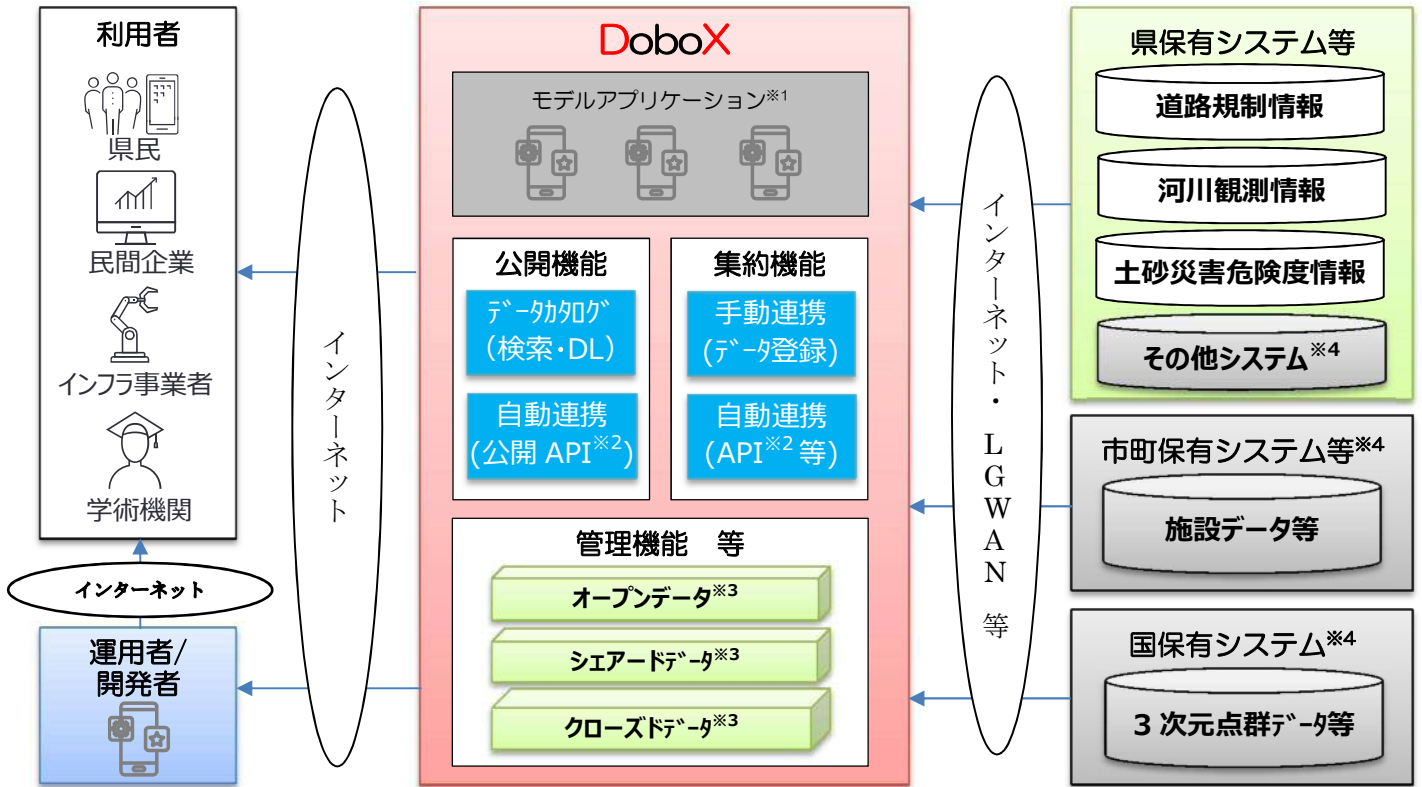 利用者
県民
民間企業
インフラ事業者
学術機関
インターネット
運用者/
開発者
インターネット
DoboX
モデルアプリケーション※1
公開機能
ﾃﾞｰﾀｶﾀﾛｸﾞ
(検索・DL)
自動連携
(公開 API※2)
集約機能
手動連携
(ﾃﾞｰﾀ登録)
自動連携
(API※2 等)
管理機能　等
オープンデータ※3
シェアードﾃﾞｰﾀ※3
クローズドﾃﾞｰﾀ※3
インターネット・LGWAN 等
県保有システム等
道路規制情報
河川観測情報
土砂災害危険度情報
その他システム※4
市町保有システム等※4
施設データ等
国保有システム※4
3 次元点群ﾃﾞｰﾀ等